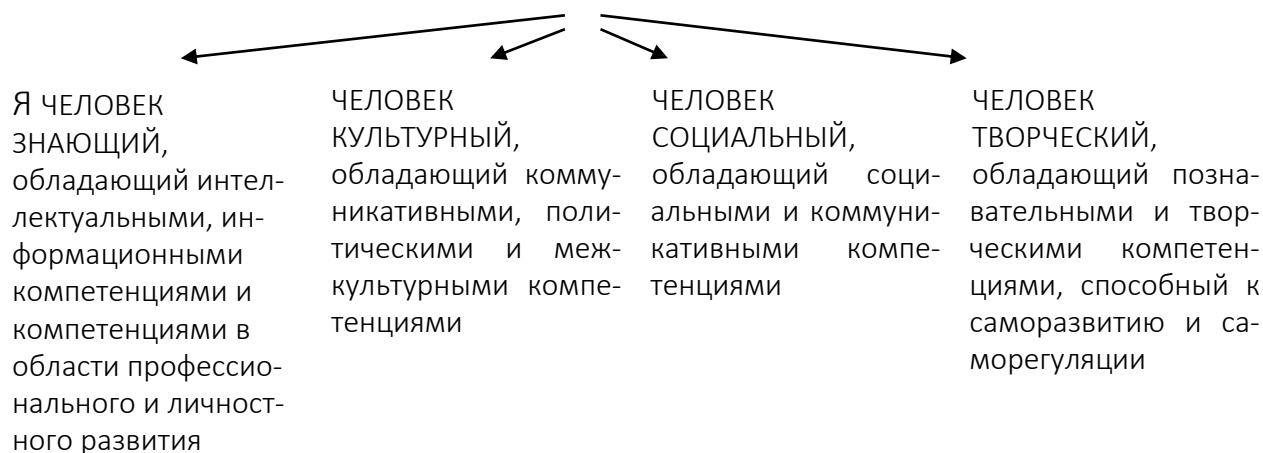 Я ЧЕЛОВЕК
ЗНАЮЩИЙ,
обладающий интел-
лектуальными, ин-
формационными
компетенциями и
компетенциями в
области профессио-
нального и личност-
ного развития
ЧЕЛОВЕК
КУЛЬТУРНЫЙ,
обладающий комму-
никативными, поли-
тическими и меж-
культурными компе-
тенциями
ЧЕЛОВЕК
СОЦИАЛЬНЫЙ,
обладающий соци-
альными и коммуни-
кативными компе-
тенциями
ЧЕЛОВЕК
ТВОРЧЕСКИЙ,
обладающий позна-
вательными и твор-
ческими компетен-
циями, способный к
саморазвитию и са-
морегуляции